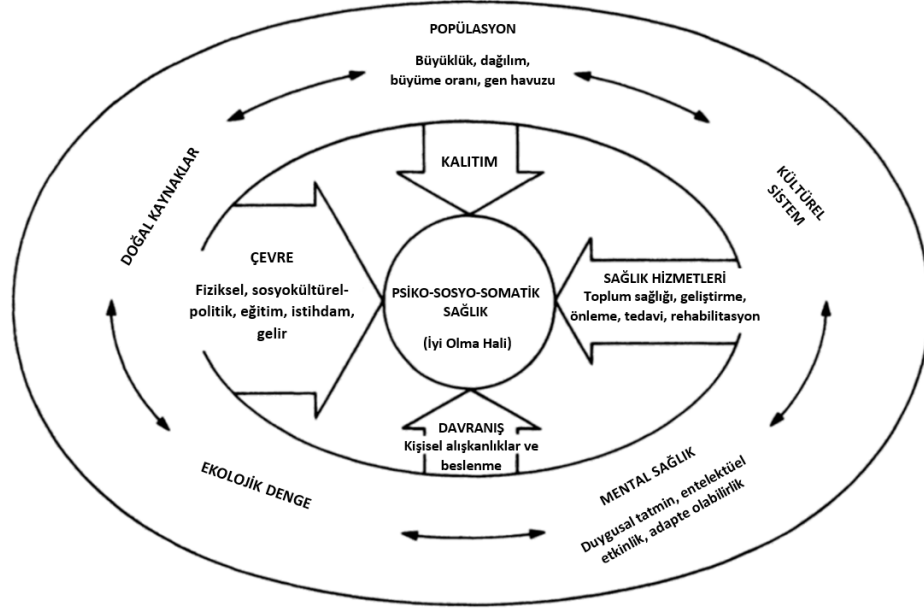 POPÜLASYON
Büyüklük, dağılım,
büyüme oranı, gen havuzu
DOĞAL KAYNAKLAR
KÜLTÜREL
SİSTEM
KALITIM
ÇEVRE
Fiziksel, sosyokültürel-
politik, eğitim, istihdam,
gelir
PSİKO-SOSYO-SOMATİK
SAĞLIK
(İyi Olma Hali)
SAĞLIK HİZMETLERİ
Toplum sağlığı, geliştirme,
önleme, tedavi, rehabilitasyon
DAVRANIŞ
Kişisel alışkanlıklar ve
beslenme
EKOLOJİK DENGE
MENTAL SAĞLIK
Duygusal tatmin, entelektüel
etkinlik, adapte olabilirlik